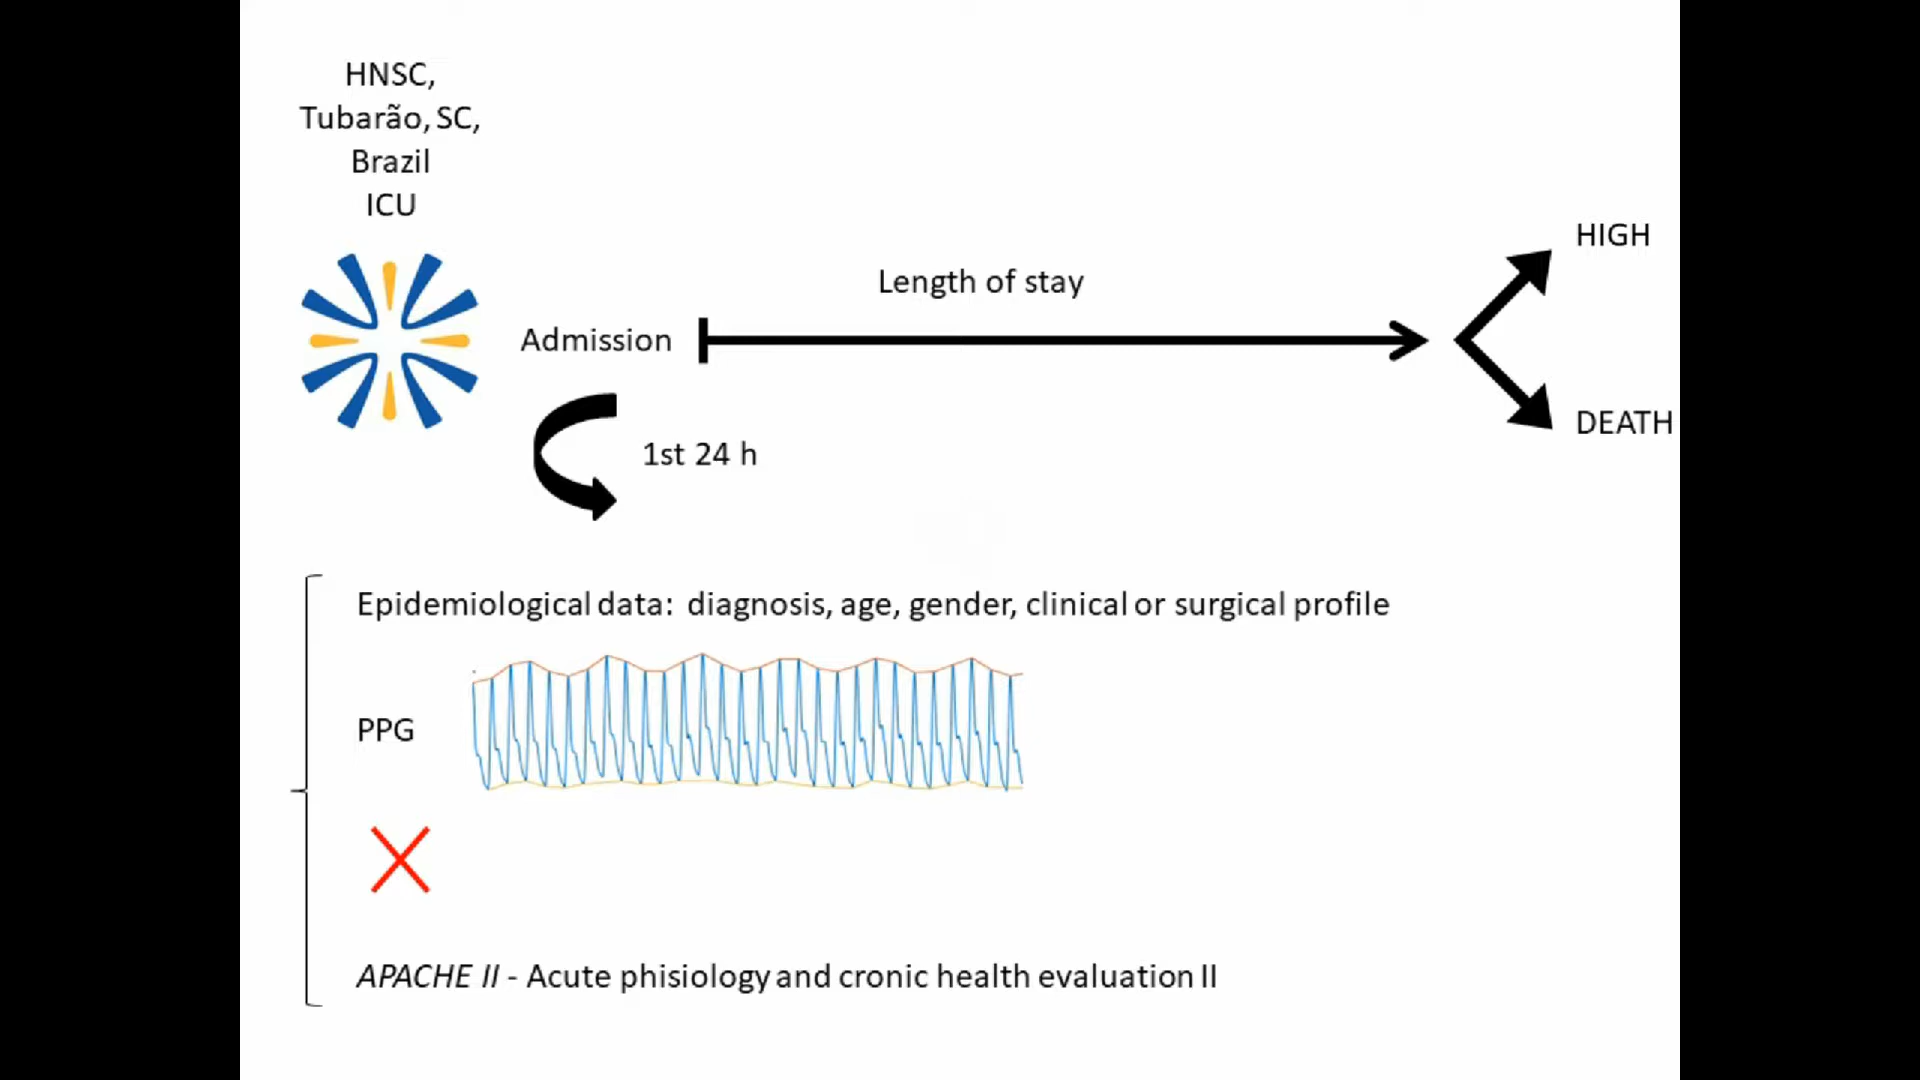 HNSC,
Tubarão, SC,
Brazil
ICU
Length of stay
HIGH
Admission
DEATH
1st 24 h
Epidemiological data: diagnosis, age, gender, clinical or surgical profile
PPG
APACHE II - Acute phisiology and cronic health evaluation II